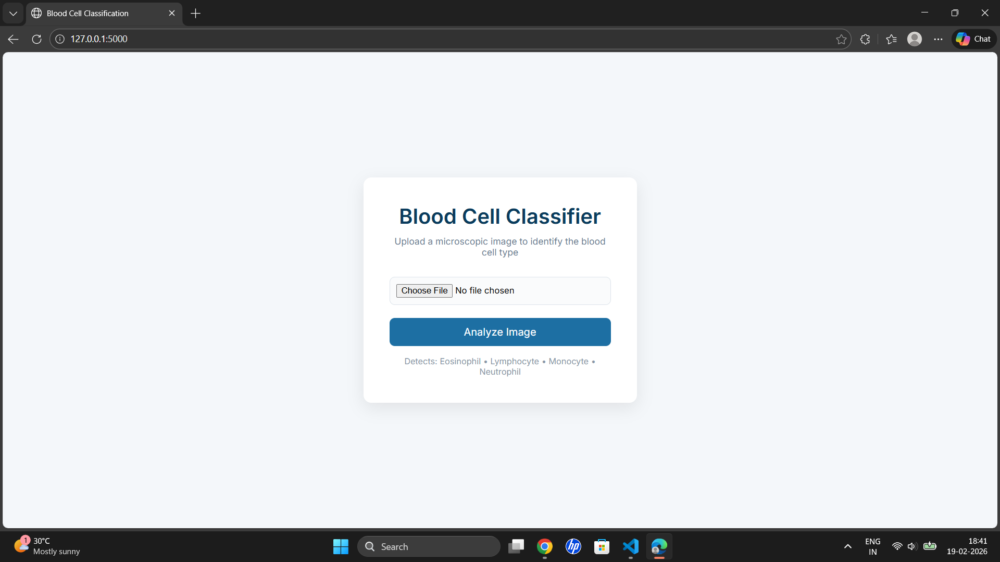 Blood Cell Classification
127.0.0.1:5000
Chat
Blood Cell Classifier
Upload a microscopic image to identify the blood
cell type
Choose File No file chosen
Analyze Image
Detects: Eosinophil • Lymphocyte • Monocyte •
Neutrophil
1
30°C
Mostly sunny
Search
hp
ENG
IN
18:41
19-02-2026